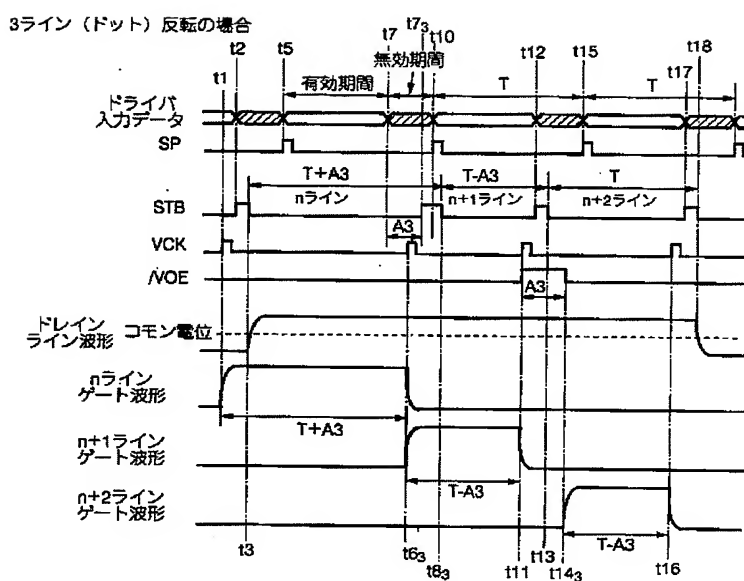 3ライン（ドット）反転の場合
t1 t2 t5 t7 t7₃ t10 t12 t15 t17 t18
有効期間 無効期間 T T
ドライバ
入力データ
SP
T+A3 T-A3 T
nライン n+1ライン n+2ライン
STB
A3
VCK
/VOE
A3
ドレイン
ライン波形 コモン電位
nライン
ゲート波形
T+A3
n+1ライン
ゲート波形
T-A3
n+2ライン
ゲート波形
T-A3
t3 t6₃ t8₃ t11 t13 t14₃ t16